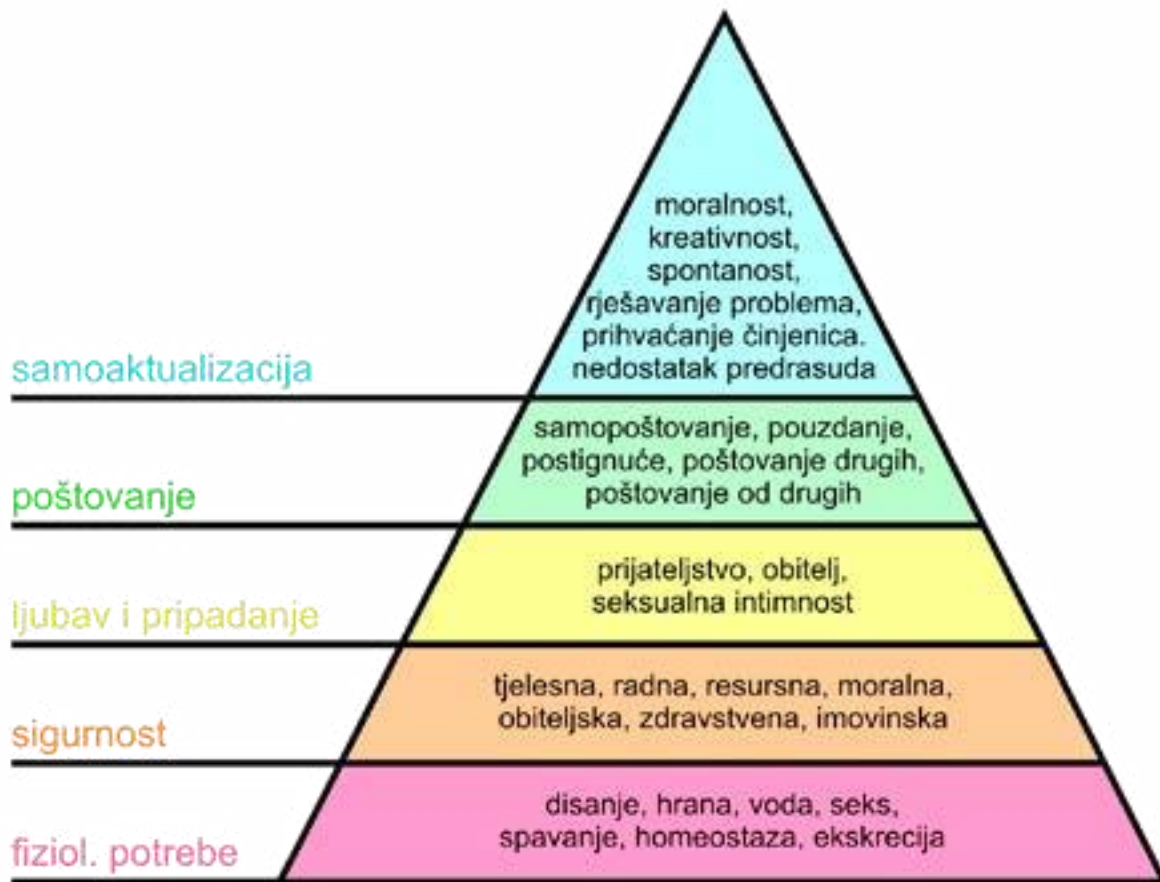 moralnost,
kreativnost,
spontanost,
rješavanje problema,
prihvaćanje činjenica.
nedostatak predrasuda
samoaktualizacija
samopoštovanje, pouzdanje,
postignuće, poštovanje drugih,
poštovanje od drugih
poštovanje
prijateljstvo, obitelj,
seksualna intimnost
ljubav i pripadanje
tjelesna, radna, resursna, moralna,
obiteljska, zdravstvena, imovinska
sigurnost
disanje, hrana, voda, seks,
spavanje, homeostaza, ekskrecija
fiziol. potrebe